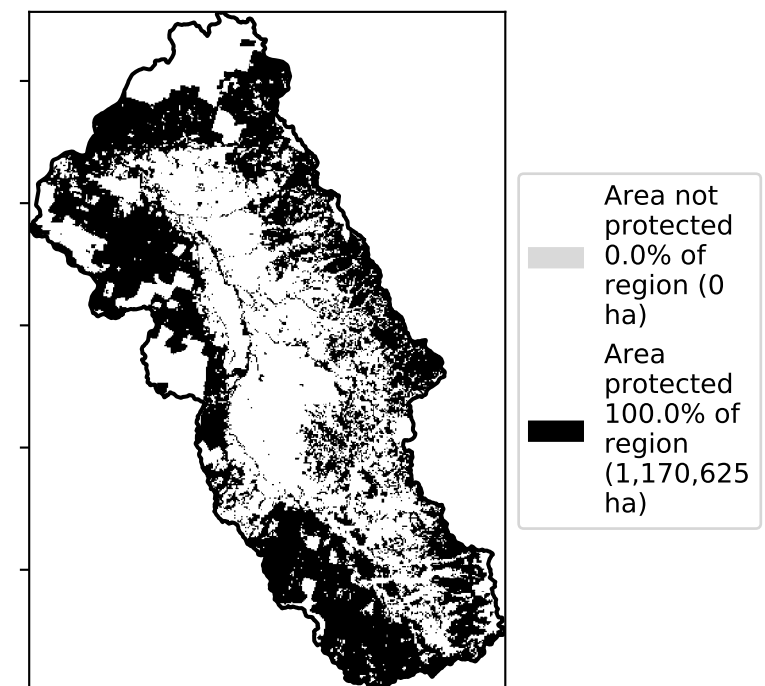 Area not
protected
0.0% of
region (0
ha)
Area
protected
100.0% of
region
(1,170,625
ha)